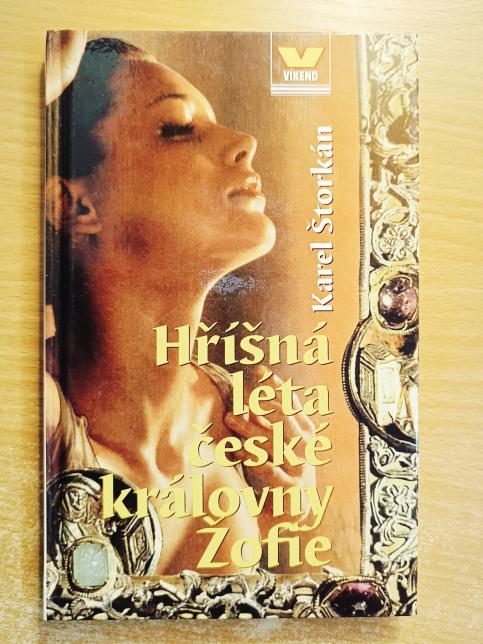 VÍKEND
Karel Štorkán
Hříšná
léta
české
královny
Žofie